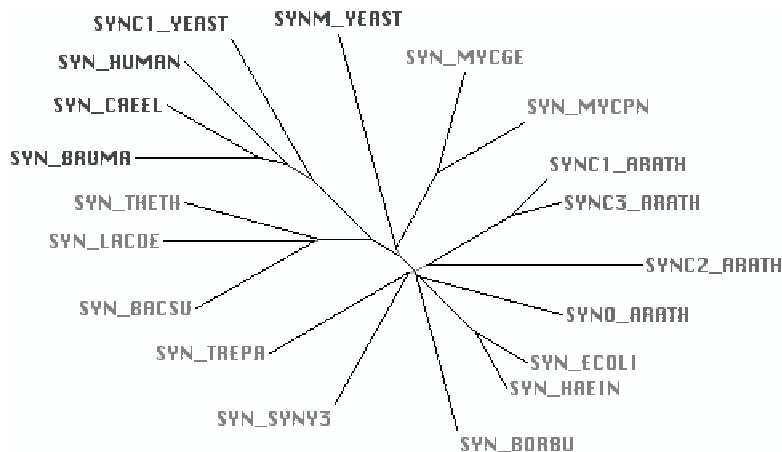 SYNC1_YEAST
SYNM_YEAST
SYN_HUMAN
SYN_MYCGE
SYN_CAEEL
SYN_MYCPN
SYN_BRUMA
SYNC1_ARATH
SYN_THETH
SYNC3_ARATH
SYN_LACDE
SYNC2_ARATH
SYN_BACSU
SYNO_ARATH
SYN_TREPA
SYN_ECOLI
SYN_HAEIN
SYN_SYNY3
SYN_BORBU